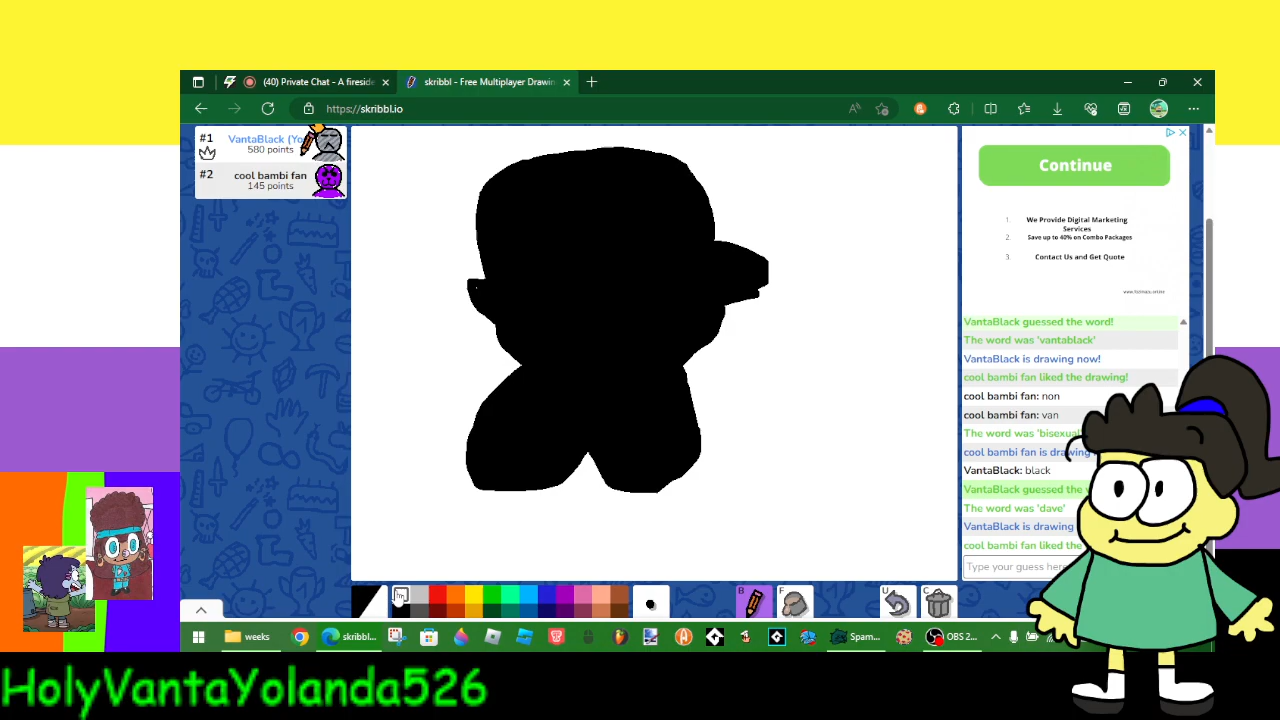 (40) Private Chat - A fireside
skribbl - Free Multiplayer Drawin
https://skribbl.io
#1
VantaBlack (Yo
580 points
#2
cool bambi fan
145 points
Continue
1. We Provide Digital Marketing
Services
2. Save up to 40% on Combo Packages
3. Contact Us and Get Quote
VantaBlack guessed the word!
The word was 'vantablack'
VantaBlack is drawing now!
cool bambi fan liked the drawing!
cool bambi fan: non
cool bambi fan: van
The word was 'bisexual'
cool bambi fan is drawing
VantaBlack: black
VantaBlack guessed the w
The word was 'dave'
VantaBlack is drawing
cool bambi fan liked the
Type your guess here
B
F
U
C
weeks
skribbl...
Spam...
OBS 2...
HolyVantaYolanda526